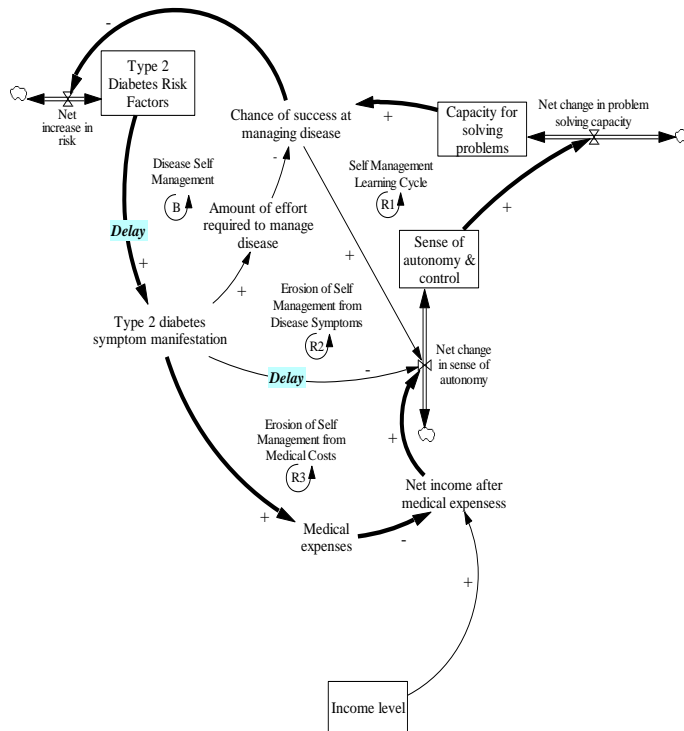 -
Type 2
Diabetes Risk
Factors
Net
increase in
risk
Chance of success at
managing disease
+
Capacity for
solving
problems
Net change in problem
solving capacity
Disease Self
Management
B
-
Self Management
Learning Cycle
R1
+
Amount of effort
required to manage
disease
Delay
+
+
Sense of
autonomy &
control
+
Erosion of Self
Management from
Disease Symptoms
R2
Type 2 diabetes
symptom manifestation
Delay
-
Net change
in sense of
autonomy
+
Erosion of Self
Management from
Medical Costs
R3
Net income after
medical expensess
+
Medical
expenses
-
+
Income level